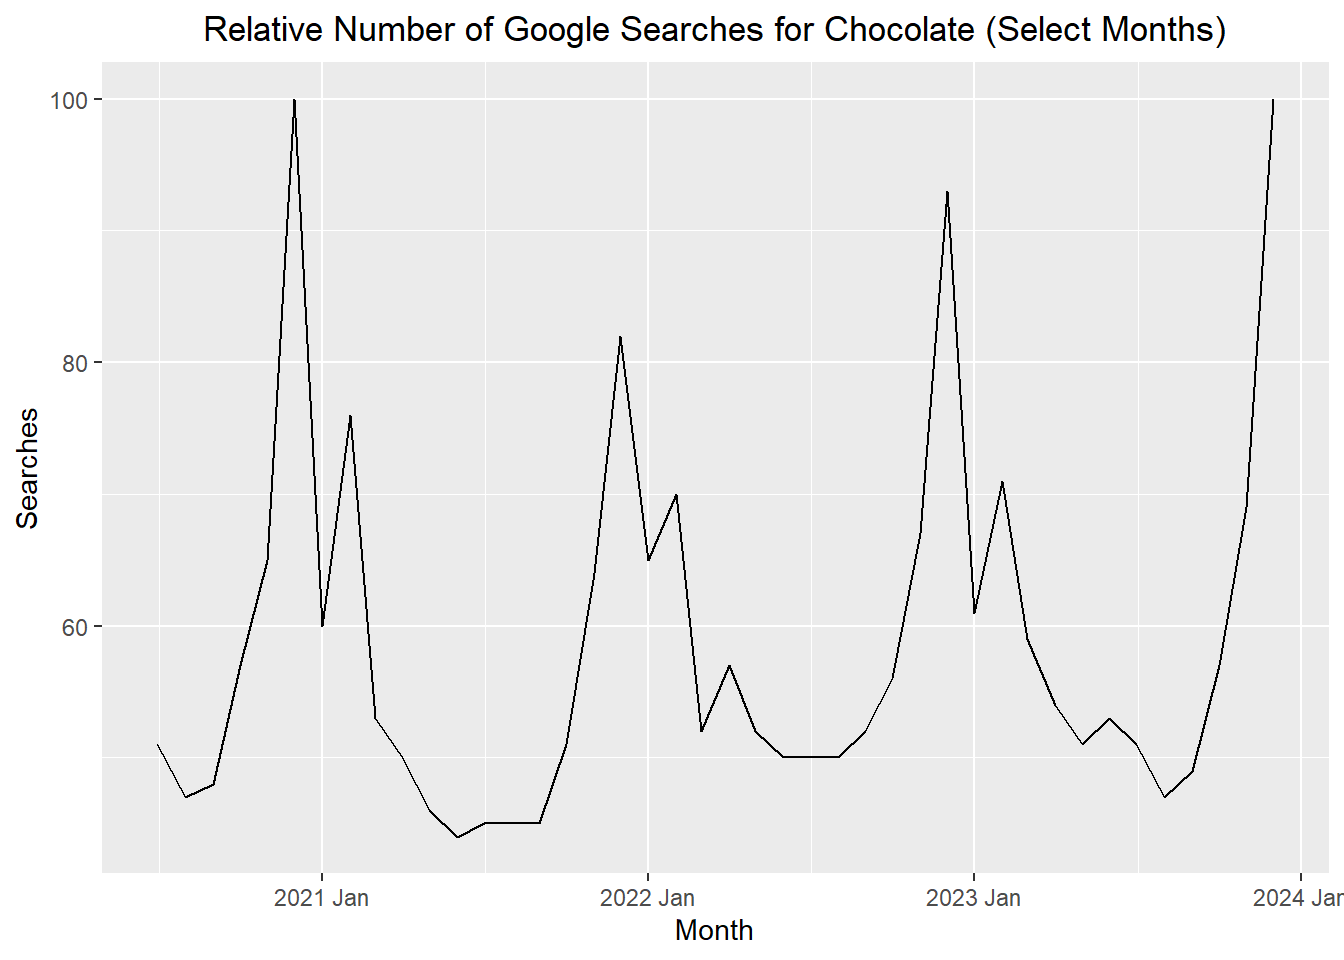 Relative Number of Google Searches for Chocolate (Select Months)
100
80
60
Searches
2021 Jan 2022 Jan 2023 Jan 2024 Jan
Month